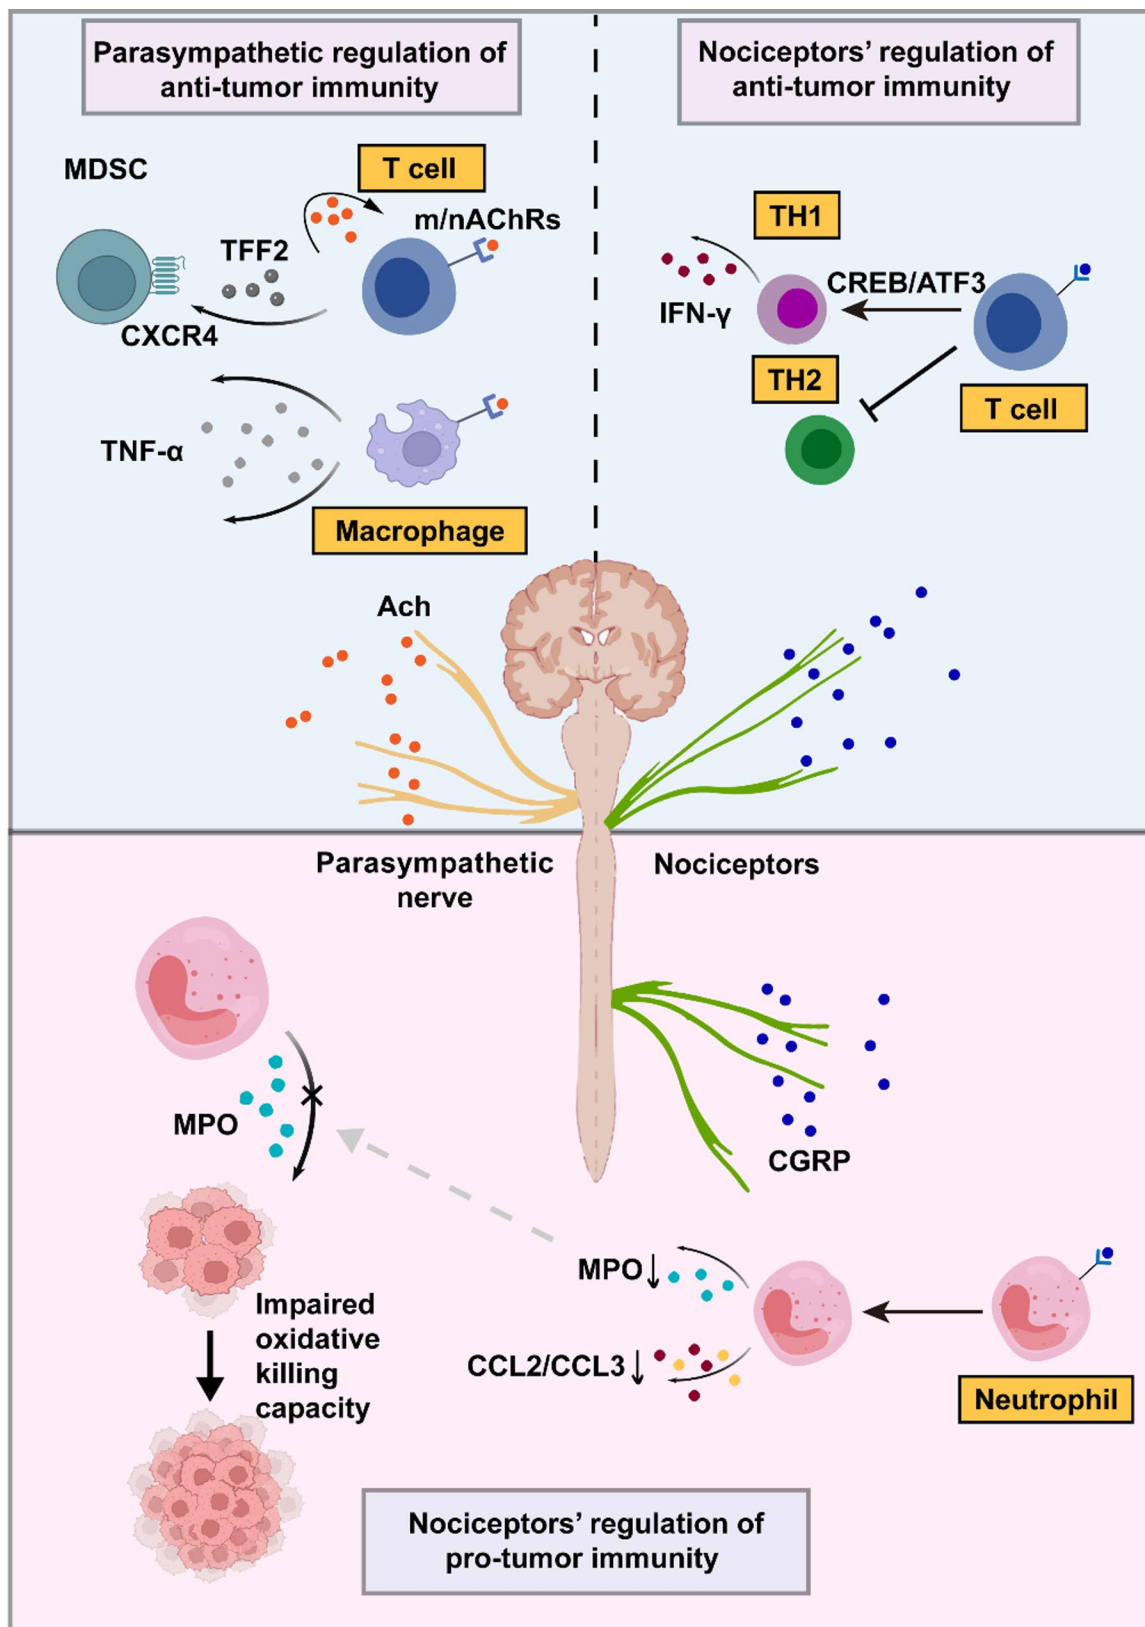 Parasympathetic regulation of
anti-tumor immunity
Nociceptors’ regulation of
anti-tumor immunity
MDSC
T cell
m/nAChRs
TFF2
CXCR4
TNF-α
Macrophage
TH1
CREB/ATF3
IFN-γ
TH2
T cell
Ach
Parasympathetic
nerve
Nociceptors
MPO
CGRP
Impaired
oxidative
killing
capacity
MPO↓
CCL2/CCL3↓
Neutrophil
Nociceptors’ regulation of
pro-tumor immunity